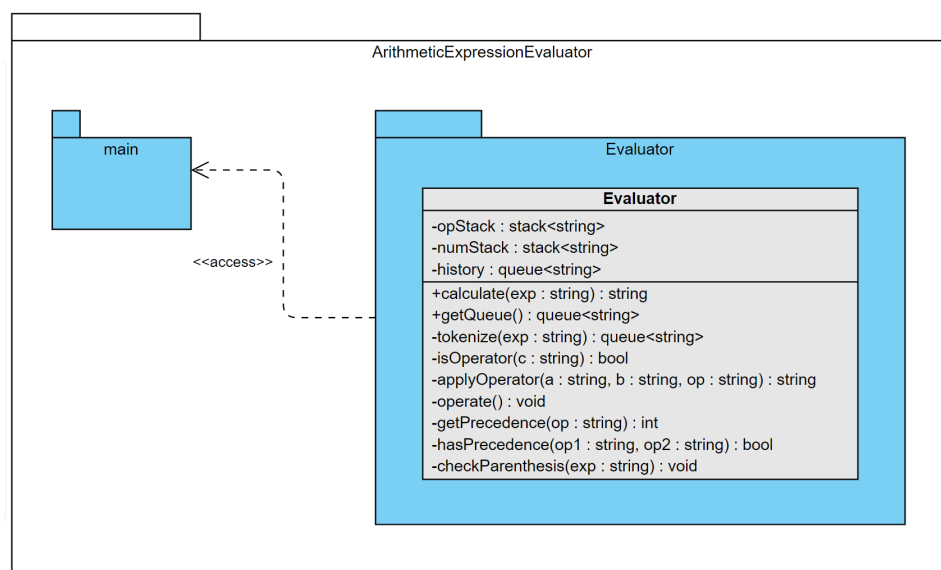 ArithmeticExpressionEvaluator
main
Evaluator
<<access>>
Evaluator
-opStack : stack<string>
-numStack : stack<string>
-history : queue<string>
+calculate(exp : string) : string
+getQueue() : queue<string>
-tokenize(exp : string) : queue<string>
-isOperator(c : string) : bool
-applyOperator(a : string, b : string, op : string) : string
-operate() : void
-getPrecedence(op : string) : int
-hasPrecedence(op1 : string, op2 : string) : bool
-checkParenthesis(exp : string) : void